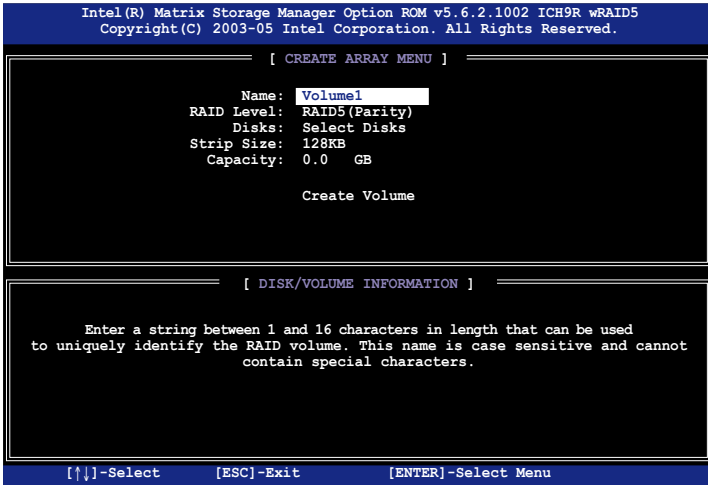 Intel(R) Matrix Storage Manager Option ROM v5.6.2.1002 ICH9R wRAID5
Copyright(C) 2003-05 Intel Corporation. All Rights Reserved.
[ CREATE ARRAY MENU ]
Name: Volume1
RAID Level: RAID5(Parity)
Disks: Select Disks
Strip Size: 128KB
Capacity: 0.0 GB
Create Volume
[ DISK/VOLUME INFORMATION ]
Enter a string between 1 and 16 characters in length that can be used
to uniquely identify the RAID volume. This name is case sensitive and cannot
contain special characters.
[↑↓]-Select [ESC]-Exit [ENTER]-Select Menu